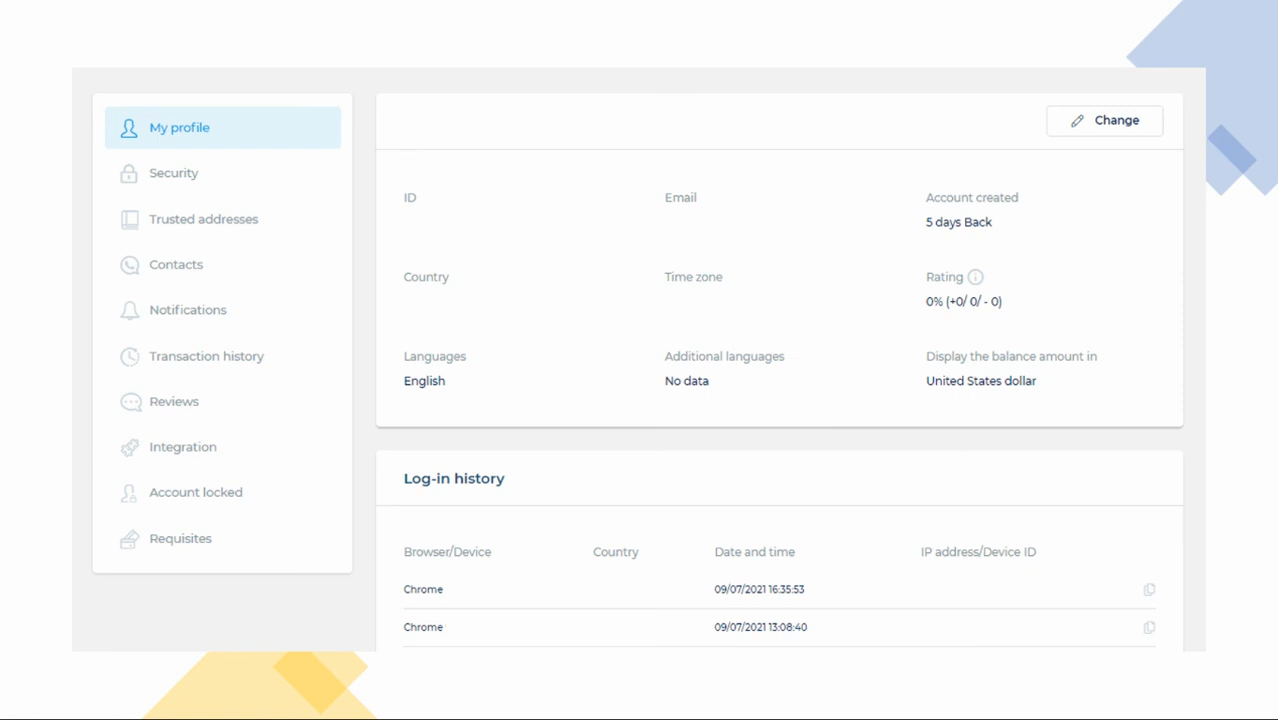 My profile
Security
Trusted addresses
Contacts
Notifications
Transaction history
Reviews
Integration
Account locked
Requisites
Change
ID Email Account created
5 days Back
Country Time zone Rating
0% (+0/ 0/ - 0)
Languages Additional languages Display the balance amount in
English No data United States dollar
Log-in history
Browser/Device Country Date and time IP address/Device ID
Chrome 09/07/2021 16:35:53
Chrome 09/07/2021 13:08:40